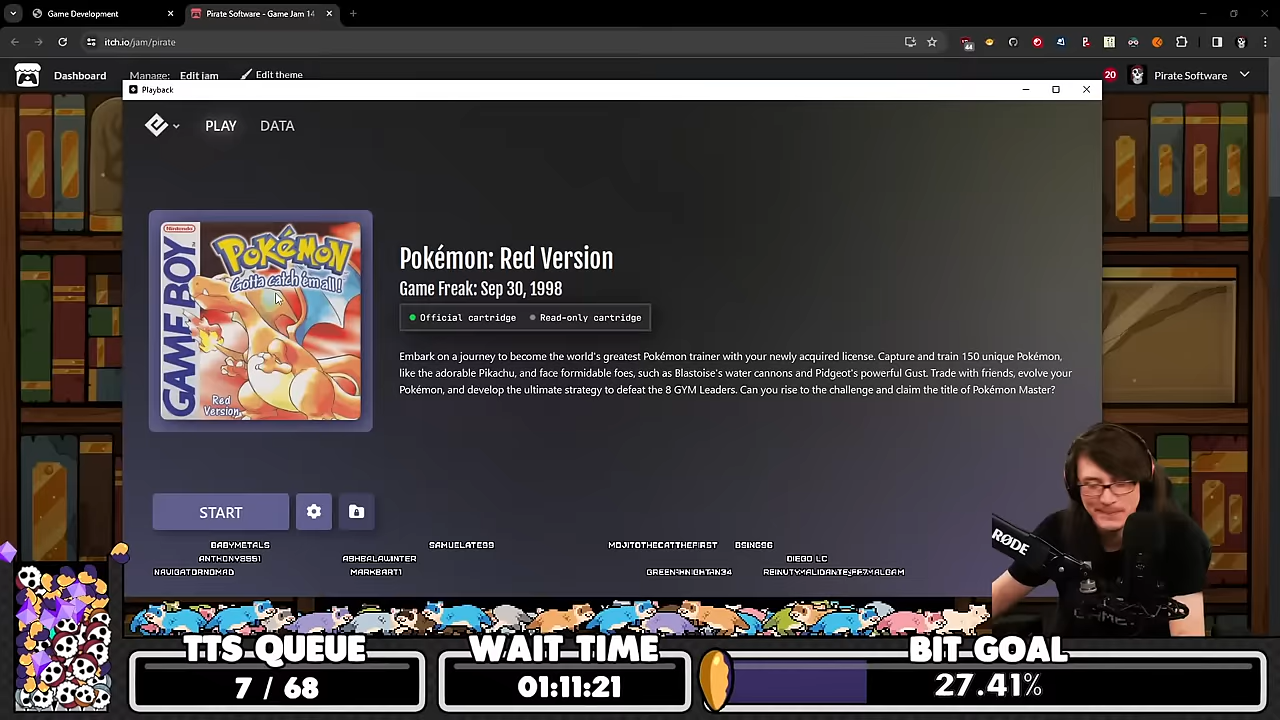 Game Development
Pirate Software - Game Jam 14
itch.io/jam/pirate
Dashboard
Manage:
Edit jam
Edit theme
20
Pirate Software
Playback
PLAY
DATA
Nintendo
GAME BOY
POKéMON
Gotta catch 'em all!
Red
Version
Pokémon: Red Version
Game Freak: Sep 30, 1998
Official cartridge
Read-only cartridge
Embark on a journey to become the world's greatest Pokémon trainer with your newly acquired license. Capture and train 150 unique Pokémon,
like the adorable Pikachu, and face formidable foes, such as Blastoise's water cannons and Pidgeot's powerful Gust. Trade with friends, evolve your
Pokémon, and develop the ultimate strategy to defeat the 8 GYM Leaders. Can you rise to the challenge and claim the title of Pokémon Master?
START
BABYMETALS
SAMUELATE99
MOJITOTHECATTHEFIRST
ASHBALAWINTER
DIEGO LC
NAVIGATORNOMAD
MARKBART1
RØDE
TTS QUEUE
7 / 68
WAIT TIME
01:11:21
BIT GOAL
27.41%